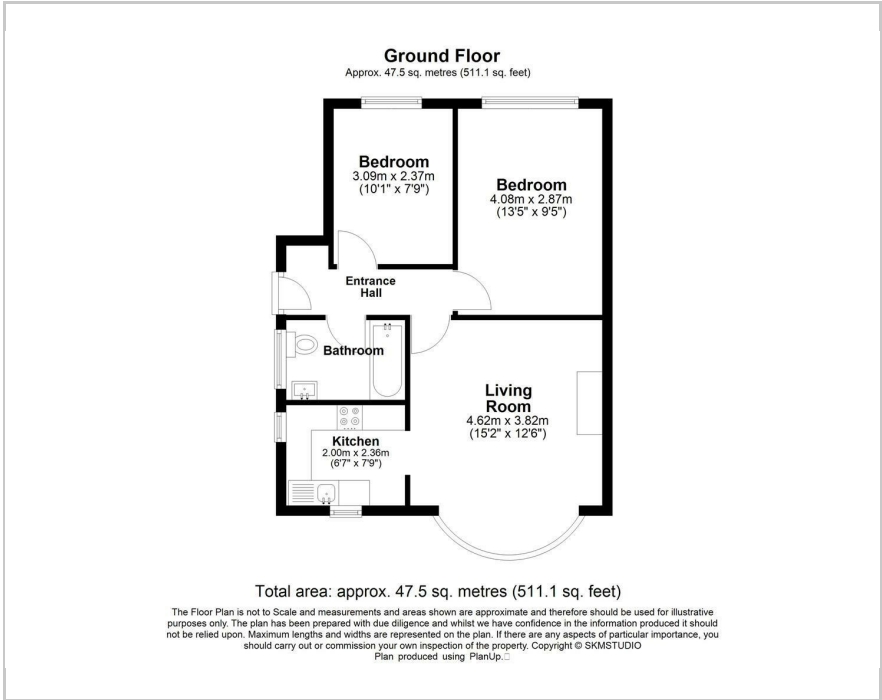 Ground Floor
Approx. 47.5 sq. metres (511.1 sq. feet)
Bedroom
3.09m x 2.37m
(10'1" x 7'9")
Bedroom
4.08m x 2.87m
(13'5" x 9'5")
Entrance
Hall
Bathroom
Living
Room
4.62m x 3.82m
(15'2" x 12'6")
Kitchen
2.00m x 2.36m
(6'7" x 7'9")
Total area: approx. 47.5 sq. metres (511.1 sq. feet)
The Floor Plan is not to Scale and measurements and areas shown are approximate and therefore should be used for illustrative
purposes only. The plan has been prepared with due diligence and whilst we have confidence in the information produced it should
not be relied upon. Maximum lengths and widths are represented on the plan. If there are any aspects of particular importance, you
should carry out or commission your own inspection of the property. Copyright © SKMSTUDIO
Plan produced using PlanUp.